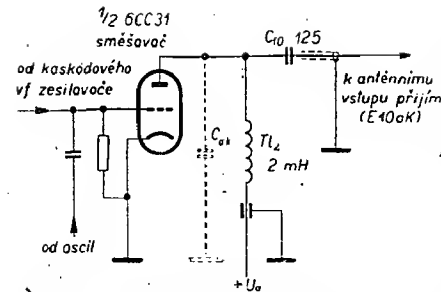 1/2 6CC31
směšovač
C10 125
od kaskódového
vf zesilovače
k anténnímu
vstupu přijím
(E10aK)
Cak
Tl2
2 mH
od oscil
+Ua